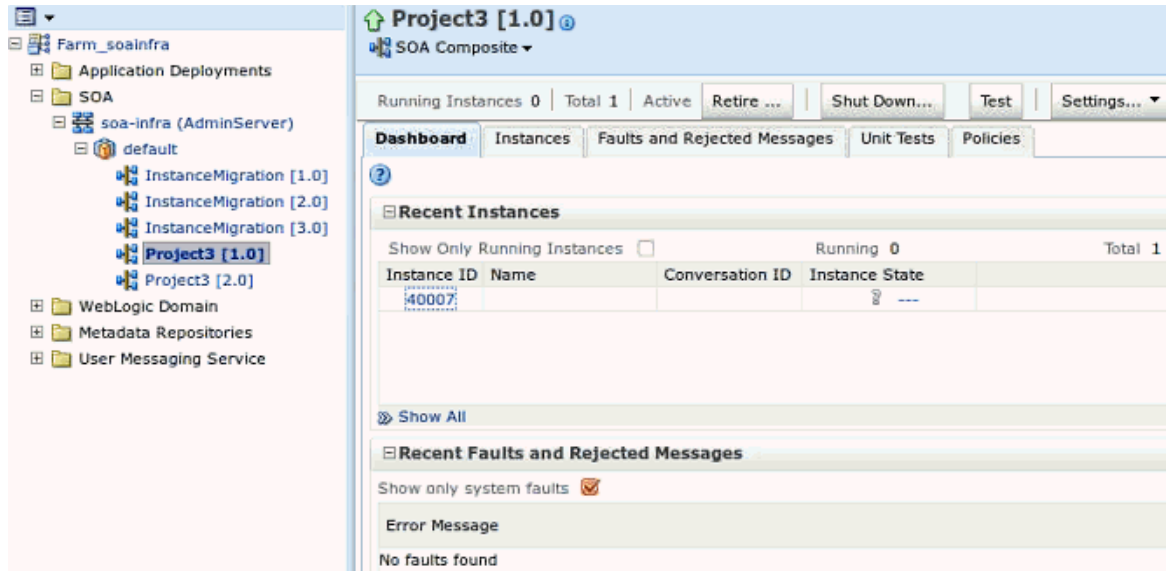 Farm_soainfra
Application Deployments
SOA
soa-infra (AdminServer)
default
InstanceMigration [1.0]
InstanceMigration [2.0]
InstanceMigration [3.0]
Project3 [1.0]
Project3 [2.0]
WebLogic Domain
Metadata Repositories
User Messaging Service
Project3 [1.0]
SOA Composite
Running Instances 0 Total 1 Active Retire ... Shut Down... Test Settings...
Dashboard Instances Faults and Rejected Messages Unit Tests Policies
Recent Instances
Show Only Running Instances Running 0 Total 1
Instance ID Name Conversation ID Instance State
40007 ---
Show All
Recent Faults and Rejected Messages
Show only system faults
Error Message
No faults found